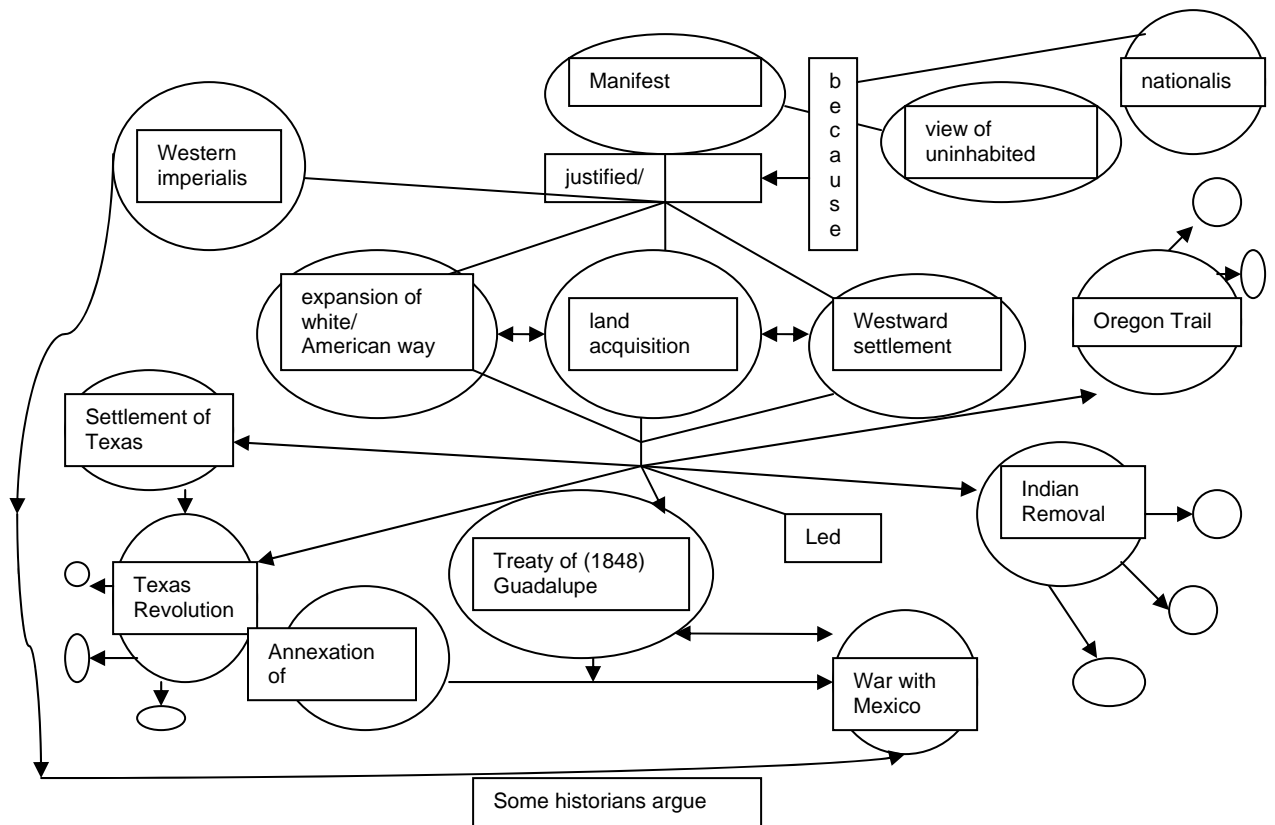 Manifest
because
nationalis
view of
uninhabited
Western
imperialis
justified/
expansion of
white/
American way
land
acquisition
Westward
settlement
Oregon Trail
Settlement of
Texas
Indian
Removal
Led
Treaty of (1848)
Guadalupe
Texas
Revolution
Annexation
of
War with
Mexico
Some historians argue